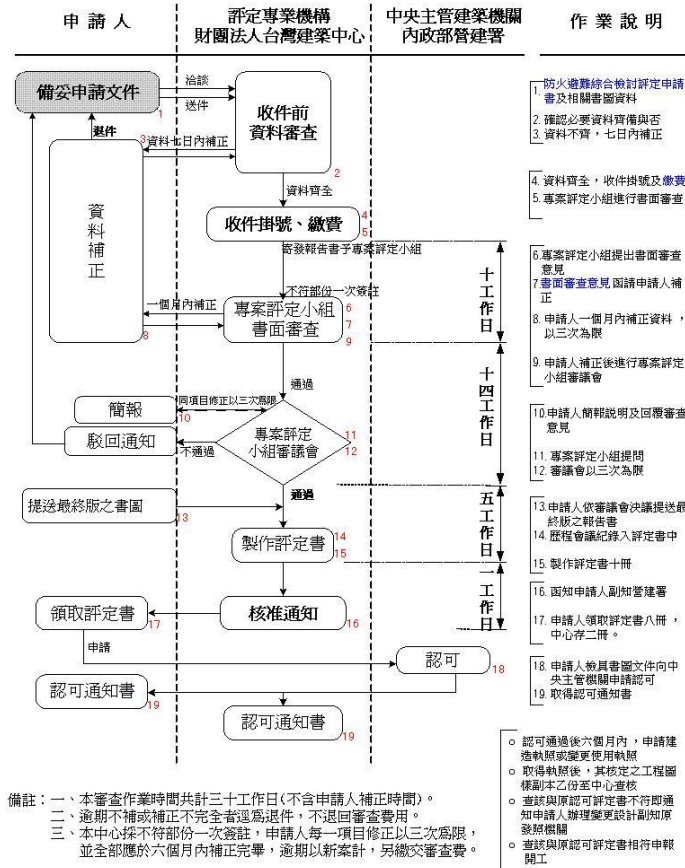 申請人
評定專業機構
財團法人台灣建築中心
中央主管建築機關
內政部營建署
作業說明
備妥申請文件
1
洽談
送件
收件前
資料審查
2
退件
3
資料七日內補正
資料補正
資料齊全
收件掛號、繳費
4
5
寄發報告書予專案評定小組
不符部份一次簽註
一個月內補正
8
專案評定小組
書面審查
6
7
9
十工作日
通過
十四工作日
簡報
10
同項目修正以三次為限
駁回通知
不通過
專案評定
小組審議會
11
12
通過
提送最終版之書圖
13
五工作日
製作評定書
14
15
一工作日
領取評定書
17
核准通知
16
申請
認可
18
認可通知書
19
認可通知書
19
1. 防火避難綜合檢討評定申請
書及相關書圖資料
2. 確認必要資料齊備與否
3. 資料不齊，七日內補正
4. 資料齊全，收件掛號及繳費
5. 專案評定小組進行書面審查
6. 專案評定小組提出書面審查
意見
7. 書面審查意見函請申請人補
正
8. 申請人一個月內補正資料，
以三次為限
9. 申請人補正後進行專案評定
小組審議會
10. 申請人簡報說明及回覆審查
意見
11. 專案評定小組提問
12. 審議會以三次為限
13. 申請人依審議會決議提送最
終版之報告書
14. 歷程會議紀錄入評定書中
15. 製作評定書十冊
16. 函知申請人副知營建署
17. 申請人領取評定書八冊，
中心存二冊。
18. 申請人檢具書圖文件向中
央主管機關申請認可
19. 取得認可通知書
○ 認可通過後六個月內，申請建
造執照或變更使用執照
○ 取得執照後，其核定之工程圖
樣副本乙份至中心查核
○ 查該與原認可評定書不符即通
知申請人辦理變更設計副知原
發照機關
○ 查該與原認可評定書相符申報
開工
備註：一、本審查作業時間共計三十工作日(不含申請人補正時間)。
二、逾期不補或補正不完全者逕為退件，不退回審查費用。
三、本中心採不符部份一次簽註，申請人每一項目修正以三次為限，
並全部應於六個月內補正完畢，逾期以新案計，另繳交審查費。